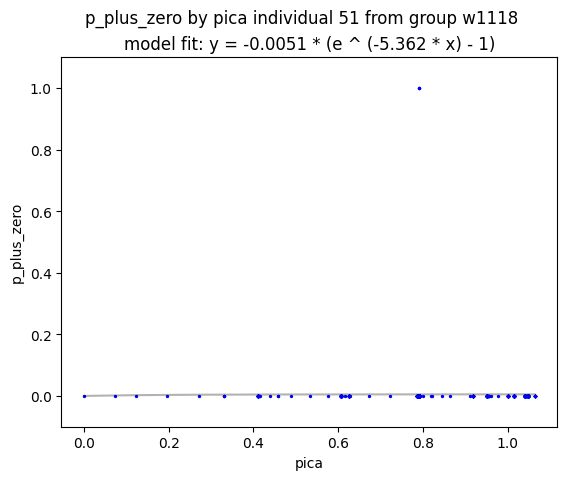 p_plus_zero by pica individual 51 from group w1118
model fit: y = -0.0051 * (e ^ (-5.362 * x) - 1)
1.0
0.8
0.6
0.4
0.2
0.0
p_plus_zero
0.0 0.2 0.4 0.6 0.8 1.0
pica